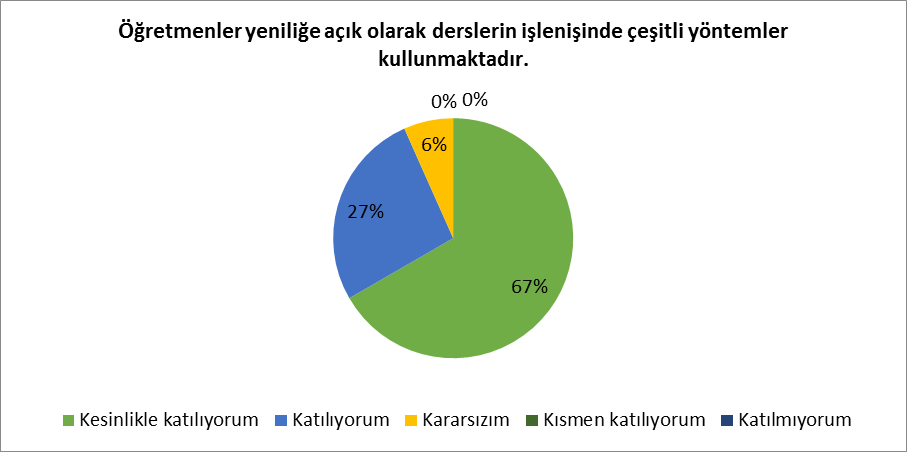 Öğretmenler yeniliğe açık olarak derslerin işlenişinde çeşitli yöntemler
kullunmaktadır.
0% 0%
6%
27%
67%
Kesinlikle katılıyorum Katılıyorum Kararsızım Kısmen katılıyorum Katılmıyorum